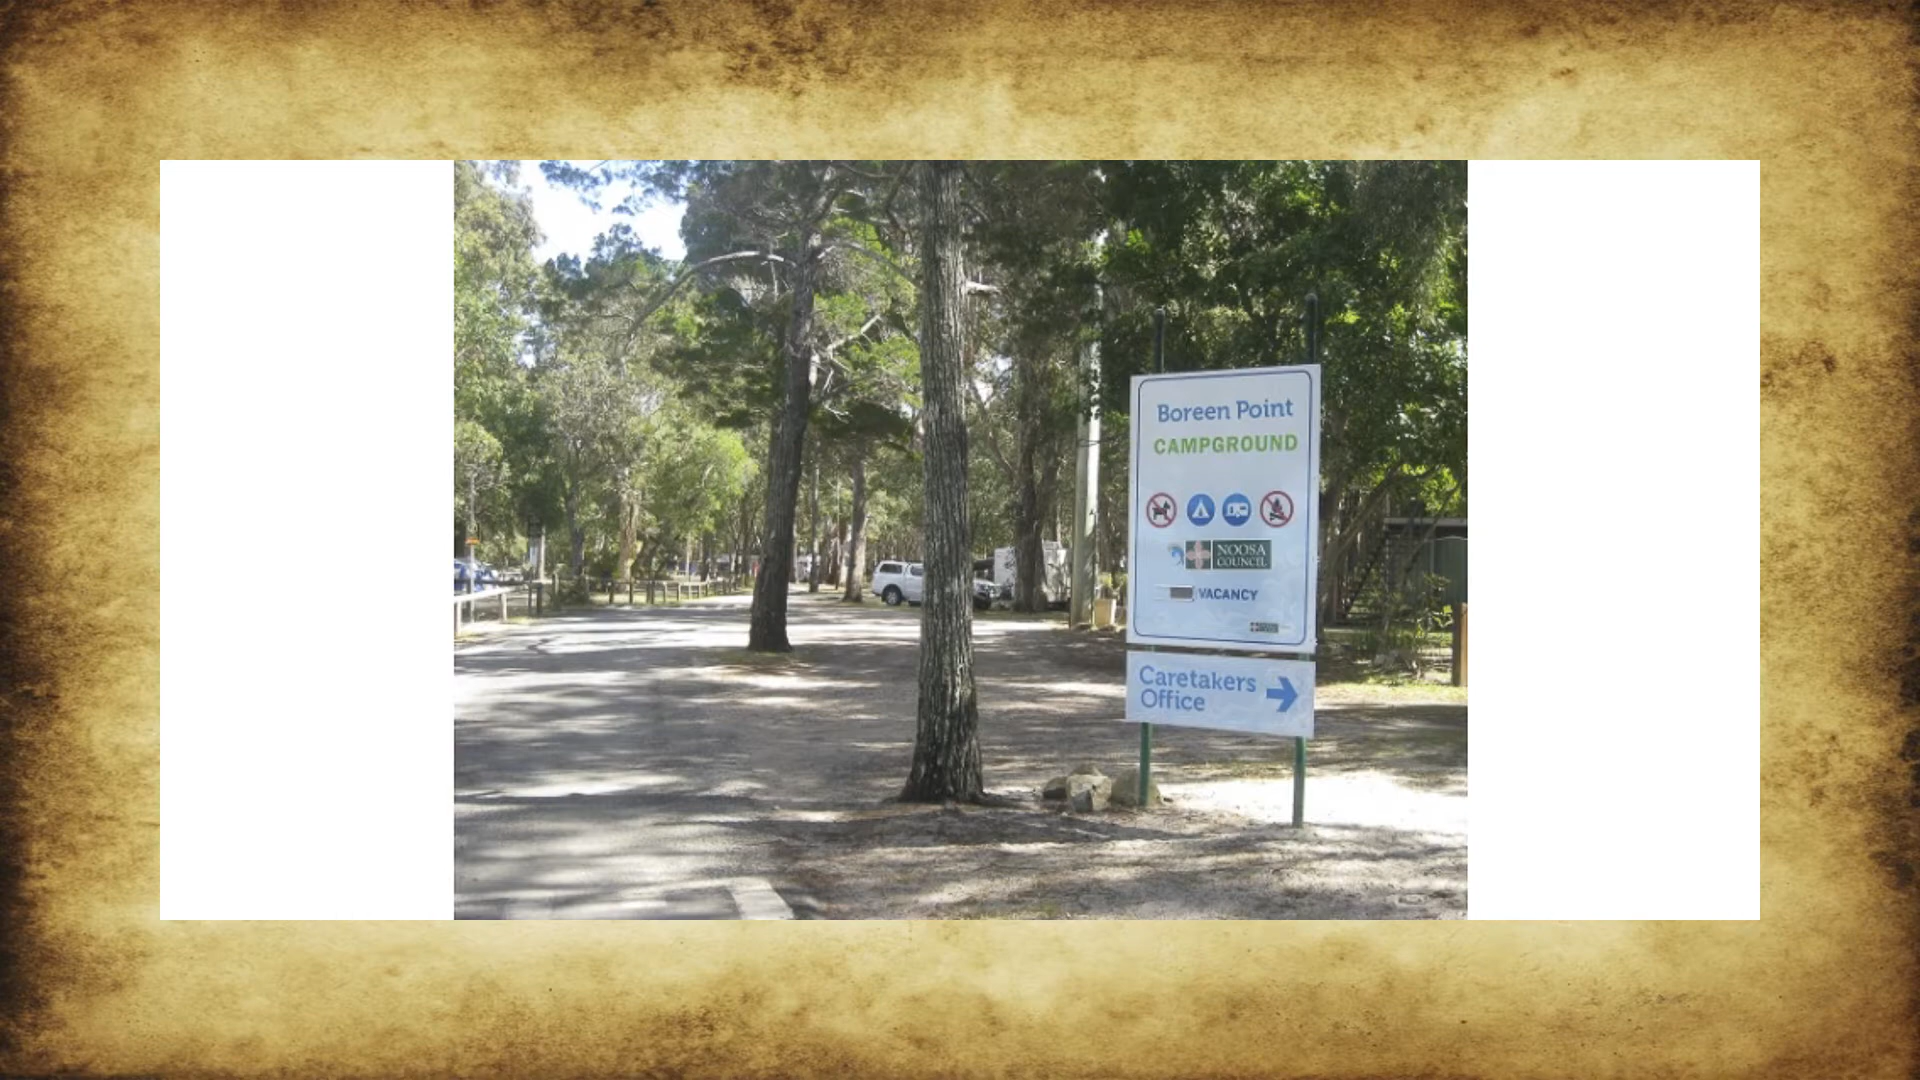 Boreen Point
CAMPGROUND
NOOSA
COUNCIL
VACANCY
Caretakers
Office